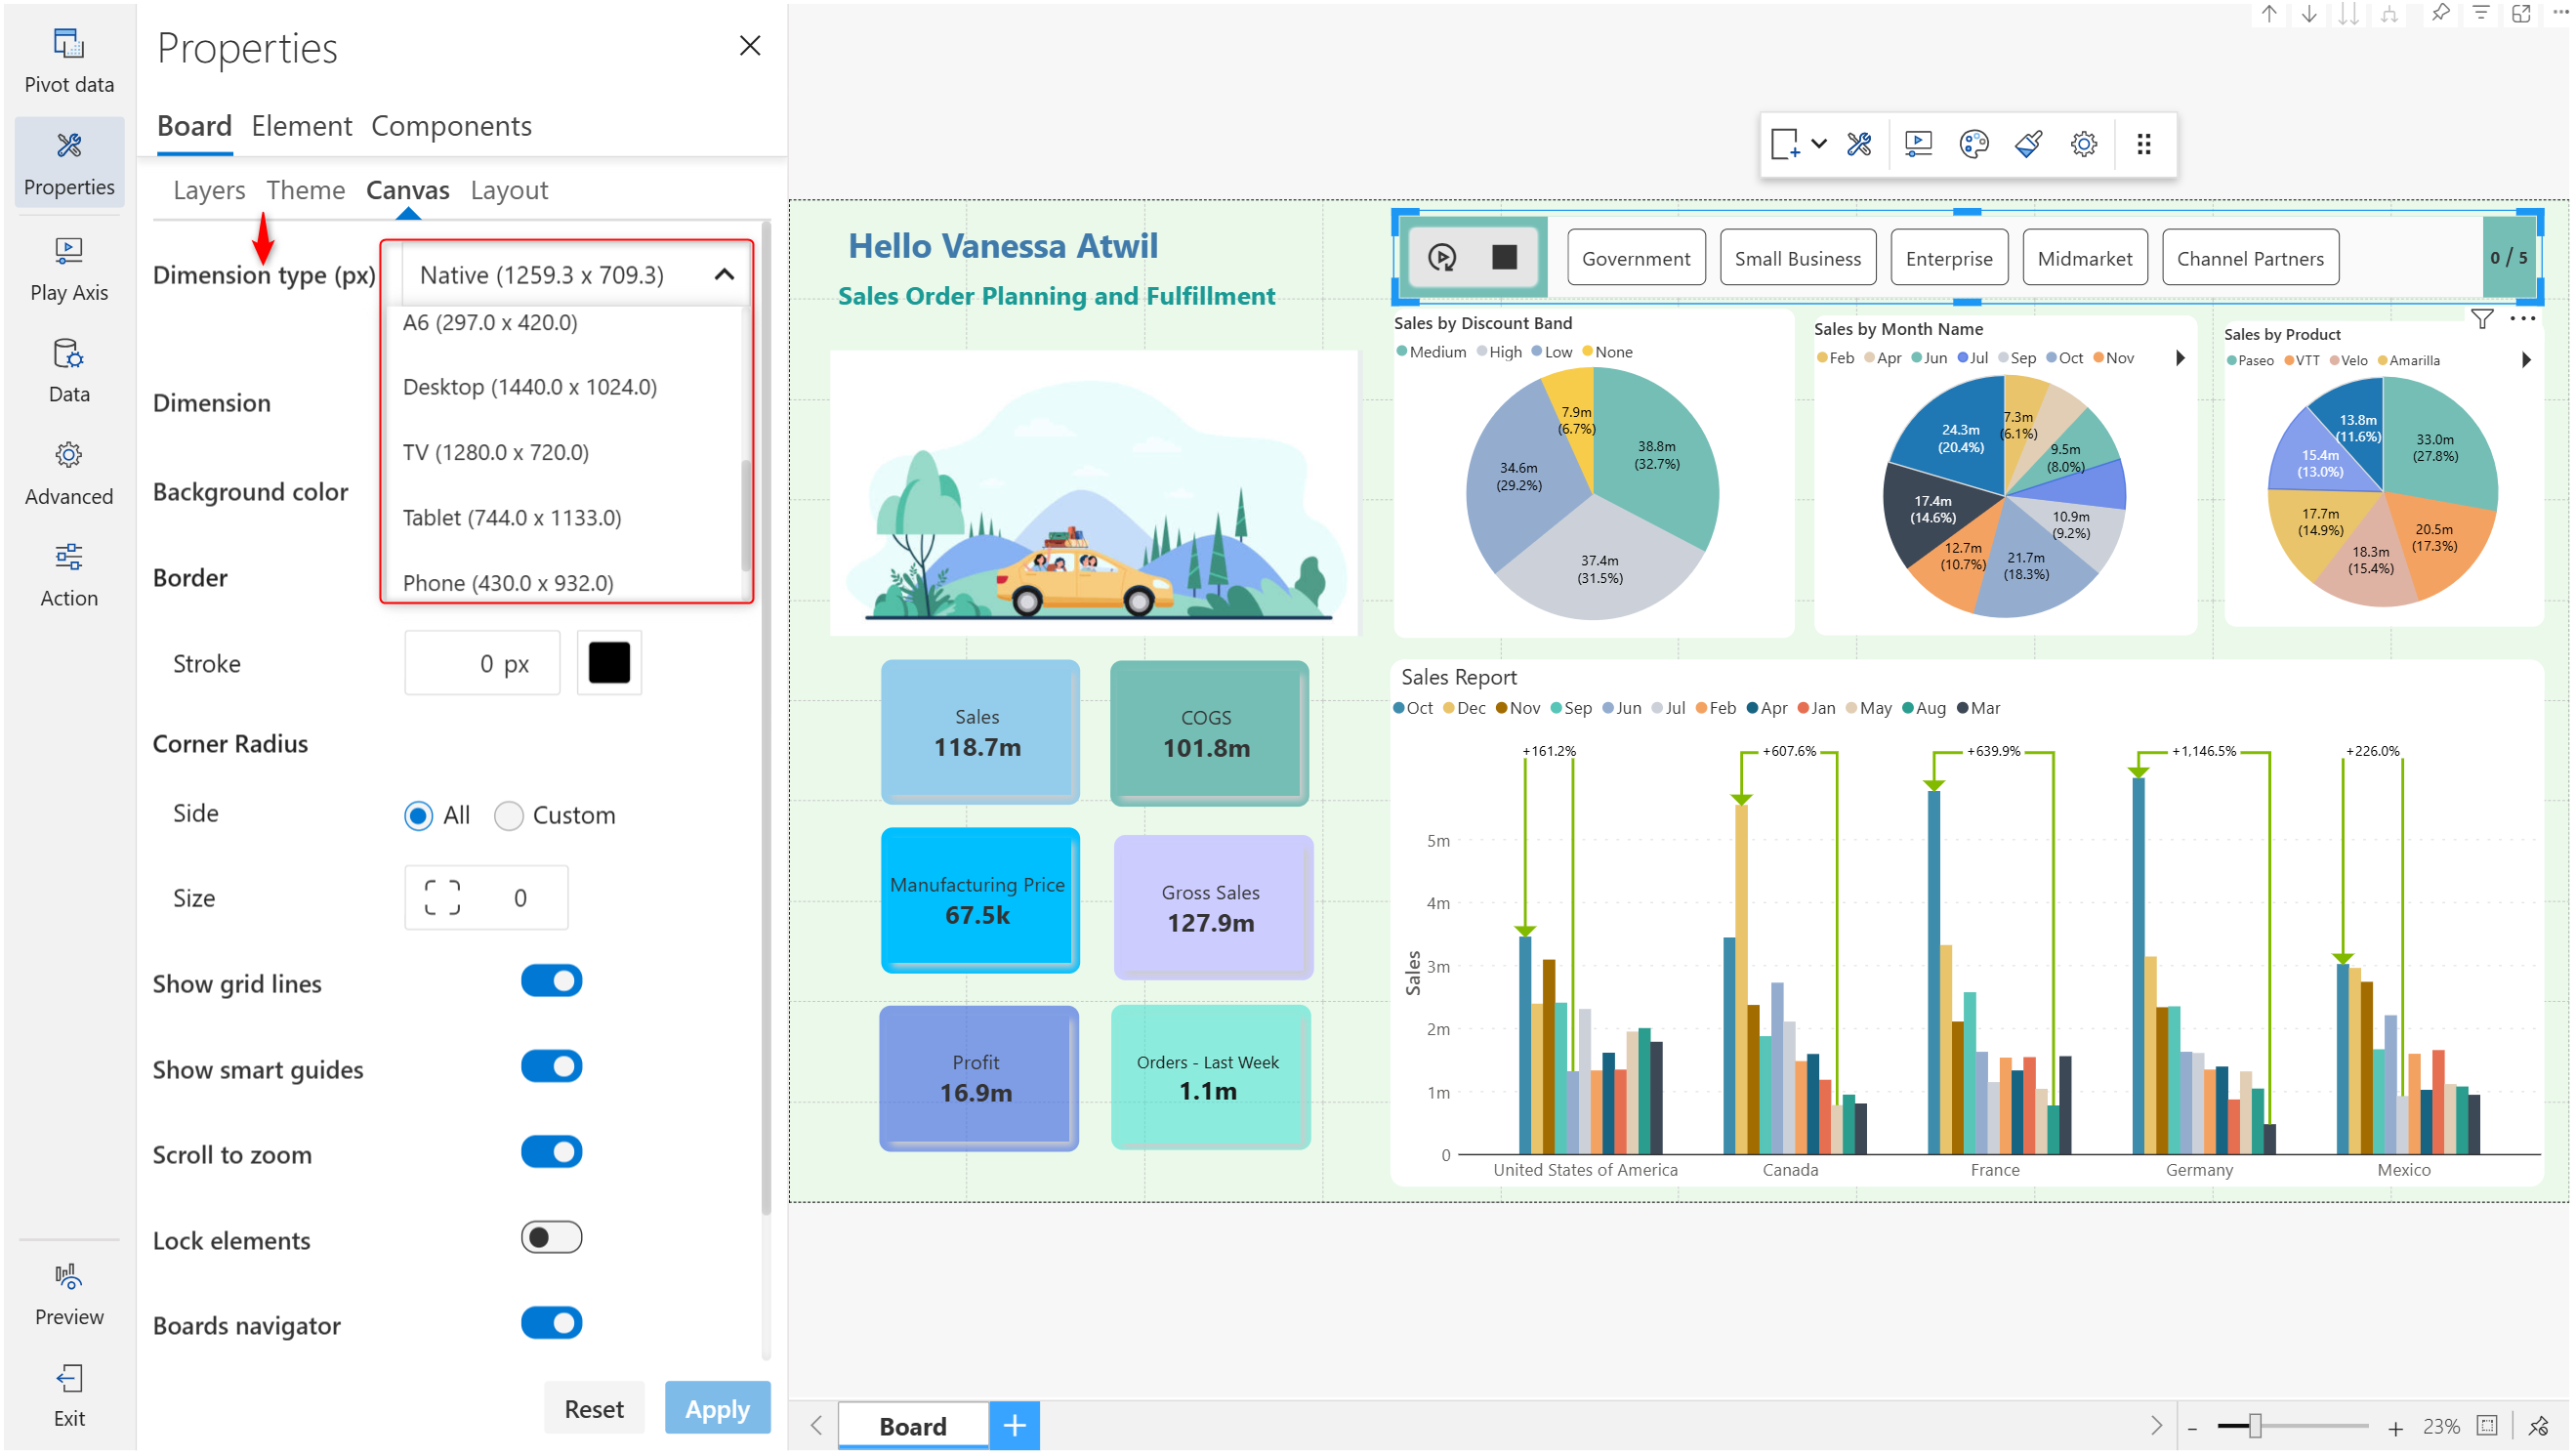 Pivot data
Properties
Play Axis
Data
Advanced
Action
Preview
Exit
Properties
Board Element Components
Layers Theme Canvas Layout
Dimension type (px)
Native (1259.3 x 709.3)
A6 (297.0 x 420.0)
Desktop (1440.0 x 1024.0)
TV (1280.0 x 720.0)
Tablet (744.0 x 1133.0)
Phone (430.0 x 932.0)
Dimension
Background color
Border
Stroke
0 px
Corner Radius
Side
All Custom
Size
0
Show grid lines
Show smart guides
Scroll to zoom
Lock elements
Boards navigator
Reset Apply
Hello Vanessa Atwil
Sales Order Planning and Fulfillment
Government Small Business Enterprise Midmarket Channel Partners
0 / 5
Sales by Discount Band
Medium High Low None
7.9m
(6.7%)
38.8m
(32.7%)
34.6m
(29.2%)
37.4m
(31.5%)
Sales by Month Name
Feb Apr Jun Jul Sep Oct Nov
7.3m
(6.1%)
24.3m
(20.4%)
9.5m
(8.0%)
17.4m
(14.6%)
10.9m
(9.2%)
12.7m
(10.7%)
21.7m
(18.3%)
Sales by Product
Paseo VTT Velo Amarilla
13.8m
(11.6%)
33.0m
(27.8%)
15.4m
(13.0%)
17.7m
(14.9%)
20.5m
(17.3%)
18.3m
(15.4%)
Sales
118.7m
COGS
101.8m
Manufacturing Price
67.5k
Gross Sales
127.9m
Profit
16.9m
Orders - Last Week
1.1m
Sales Report
Oct Dec Nov Sep Jun Jul Feb Apr Jan May Aug Mar
+161.2% +607.6% +639.9% +1,146.5% +226.0%
5m
4m
3m
2m
1m
0
Sales
United States of America Canada France Germany Mexico
Board +
- + 23%